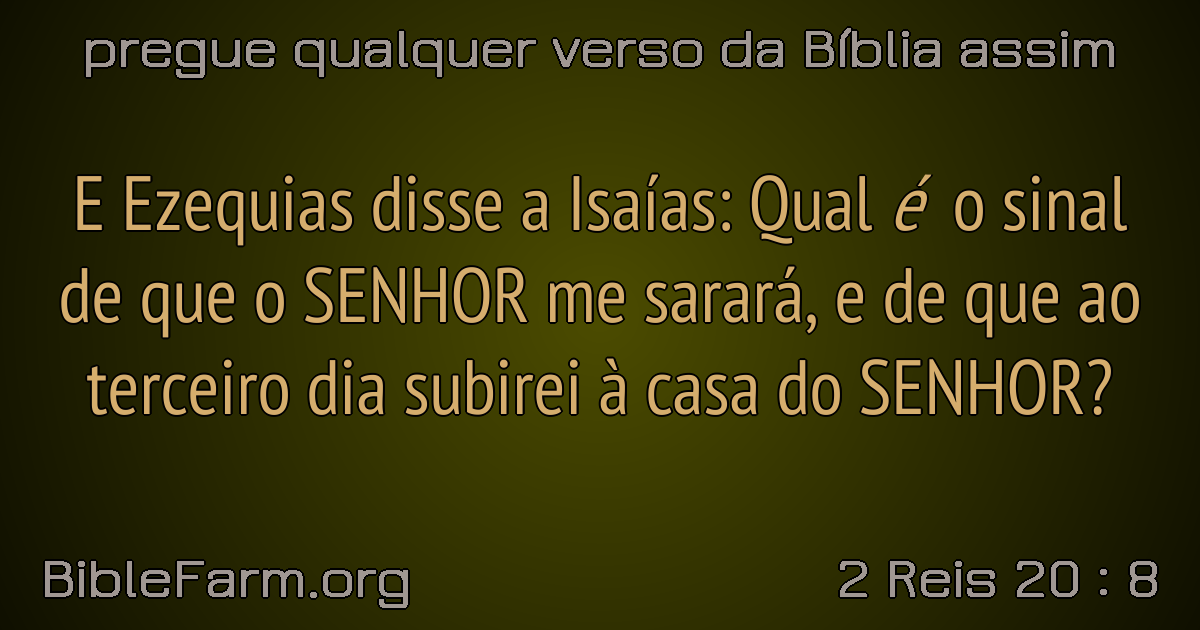 pregue qualquer verso da Bíblia assim
E Ezequias disse a Isaías: Qual é o sinal
de que o SENHOR me sarará, e de que ao
terceiro dia subirei à casa do SENHOR?
BibleFarm.org
2 Reis 20 : 8